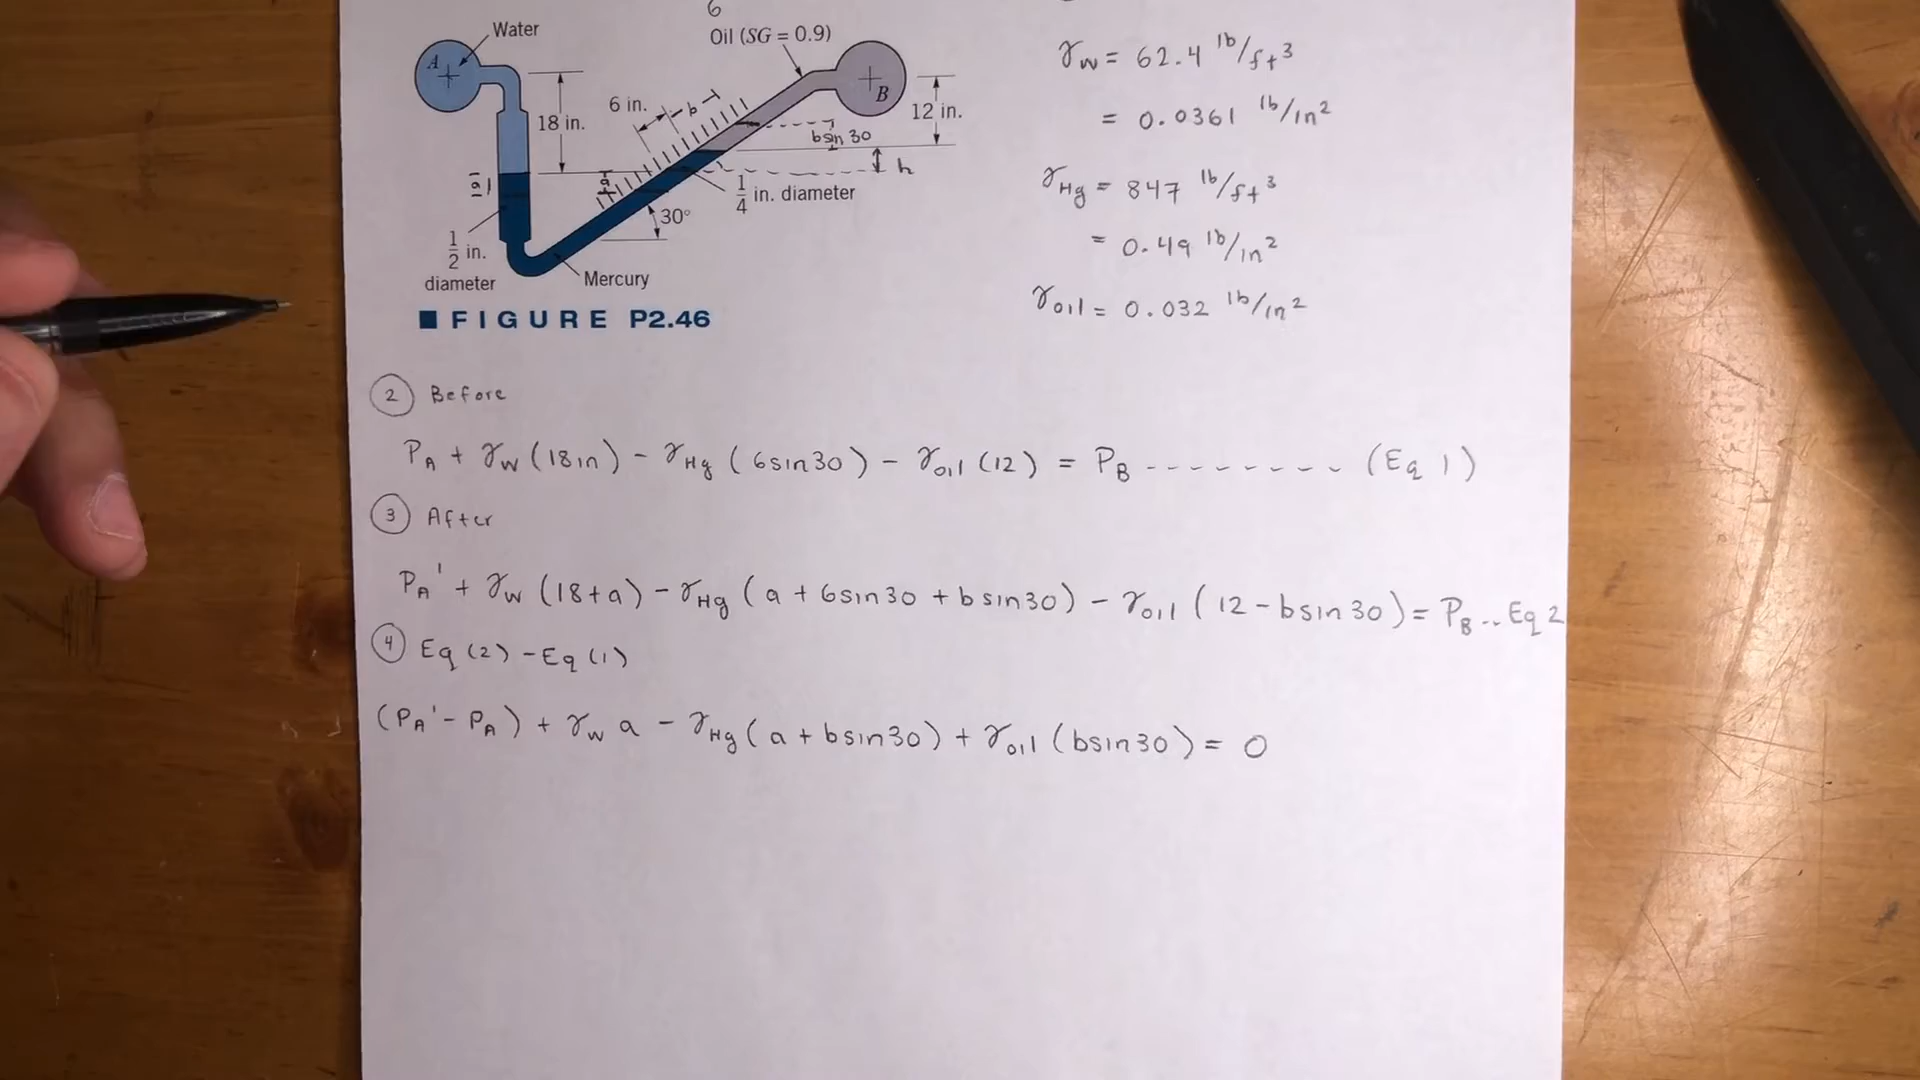 6
Water
Oil (SG = 0.9)
A
B
6 in.
b
18 in.
12 in.
bsin 30
h
a
a
1/4 in. diameter
30°
1/2 in.
diameter
Mercury
FIGURE P2.46
γw = 62.4 lb/ft³
= 0.0361 lb/in²
γHg = 847 lb/ft³
= 0.49 lb/in²
γoil = 0.032 lb/in²
② Before
PA + γw (18in) - γHg (6sin30) - γoil (12) = PB -------- (Eq 1)
③ After
PA' + γw (18+a) - γHg (a + 6sin30 + bsin30) - γoil (12 - bsin30) = PB -- Eq 2
④ Eq (2) - Eq (1)
(PA' - PA) + γw a - γHg (a + bsin30) + γoil (bsin30) = 0